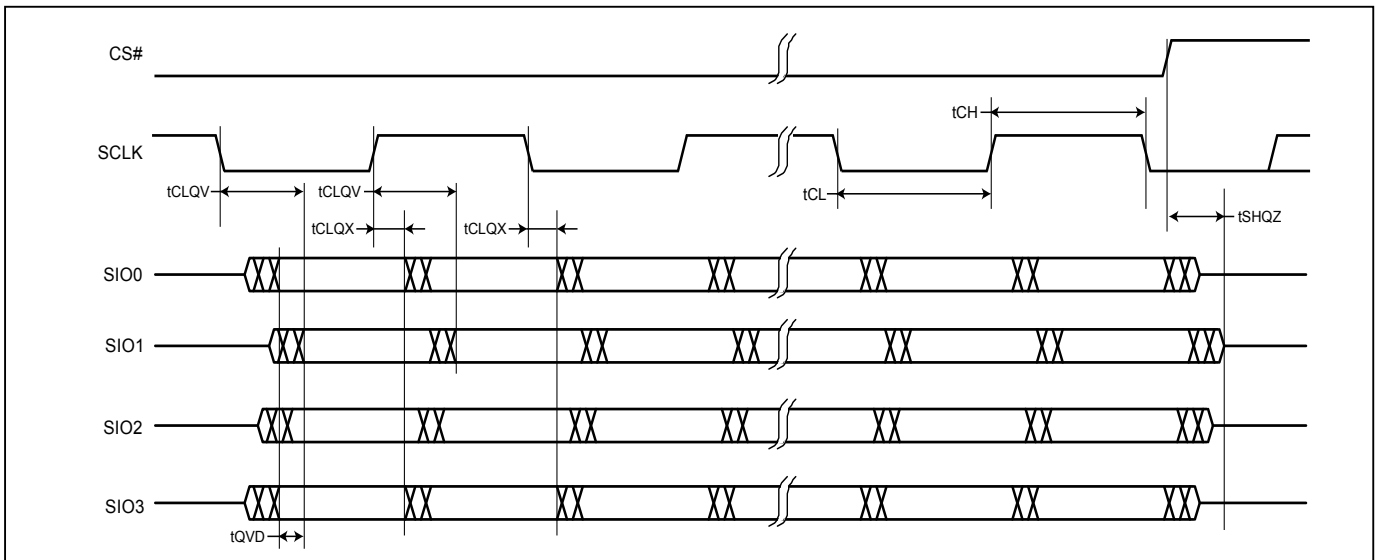 CS#
tCH
SCLK
tCLQV
tCLQV
tCL
tSHQZ
tCLQX
tCLQX
SIO0
SIO1
SIO2
SIO3
tQVD